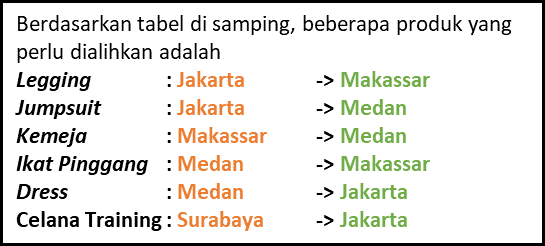 Berdasarkan tabel di samping, beberapa produk yang
perlu dialihkan adalah
Legging : Jakarta -> Makassar
Jumpsuit : Jakarta -> Medan
Kemeja : Makassar -> Medan
Ikat Pinggang : Medan -> Makassar
Dress : Medan -> Jakarta
Celana Training : Surabaya -> Jakarta